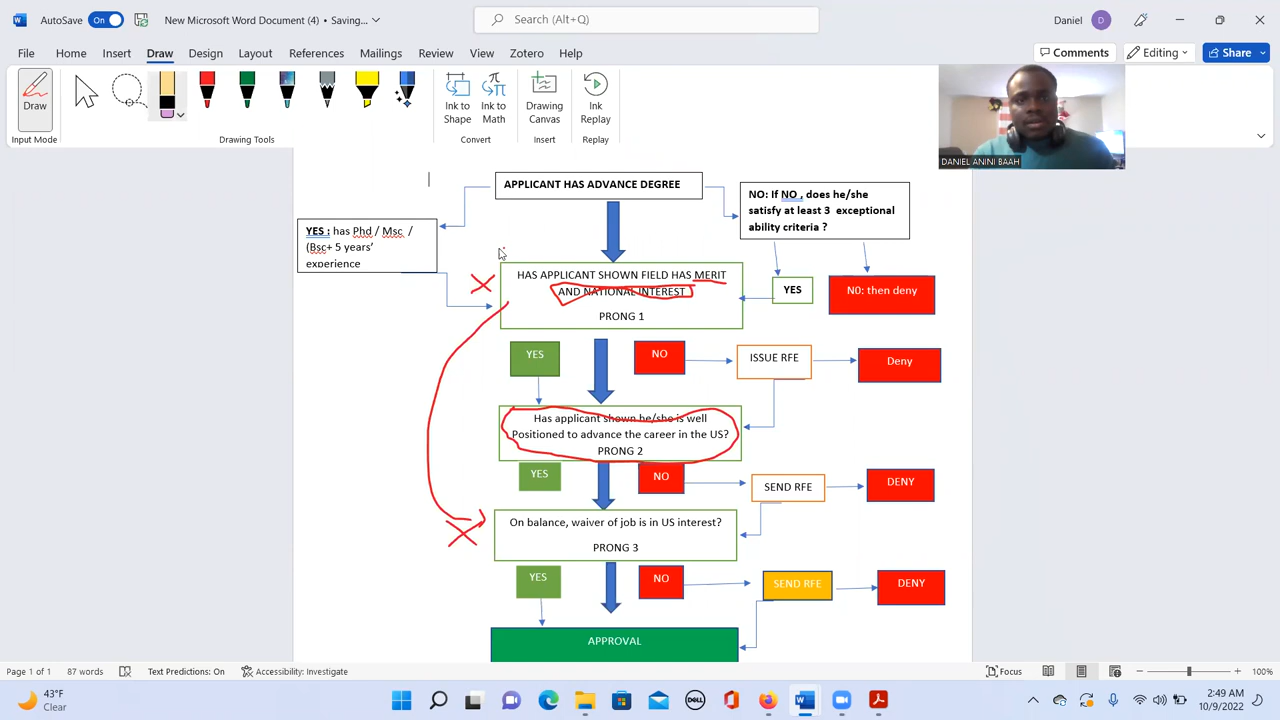 AutoSave On New Microsoft Word Document (4) • Saving... Search (Alt+Q) Daniel D
File Home Insert Draw Design Layout References Mailings Review View Zotero Help Comments Editing Share
Draw
Input Mode
Drawing Tools
Ink to
Shape
Ink to
Math
Convert
Drawing
Canvas
Insert
Ink
Replay
Replay
DANIEL ANINI BAAH
APPLICANT HAS ADVANCE DEGREE
NO: If NO , does he/she
satisfy at least 3 exceptional
ability criteria ?
YES : has Phd / Msc /
(Bsc+ 5 years’
experience
HAS APPLICANT SHOWN FIELD HAS MERIT
AND NATIONAL INTEREST
PRONG 1
YES
N0: then deny
YES
NO
ISSUE RFE
Deny
Has applicant shown he/she is well
Positioned to advance the career in the US?
PRONG 2
YES
NO
SEND RFE
DENY
On balance, waiver of job is in US interest?
PRONG 3
YES
NO
SEND RFE
DENY
APPROVAL
Page 1 of 1 87 words Text Predictions: On Accessibility: Investigate Focus 100%
43°F
Clear
DELL
2:49 AM
10/9/2022